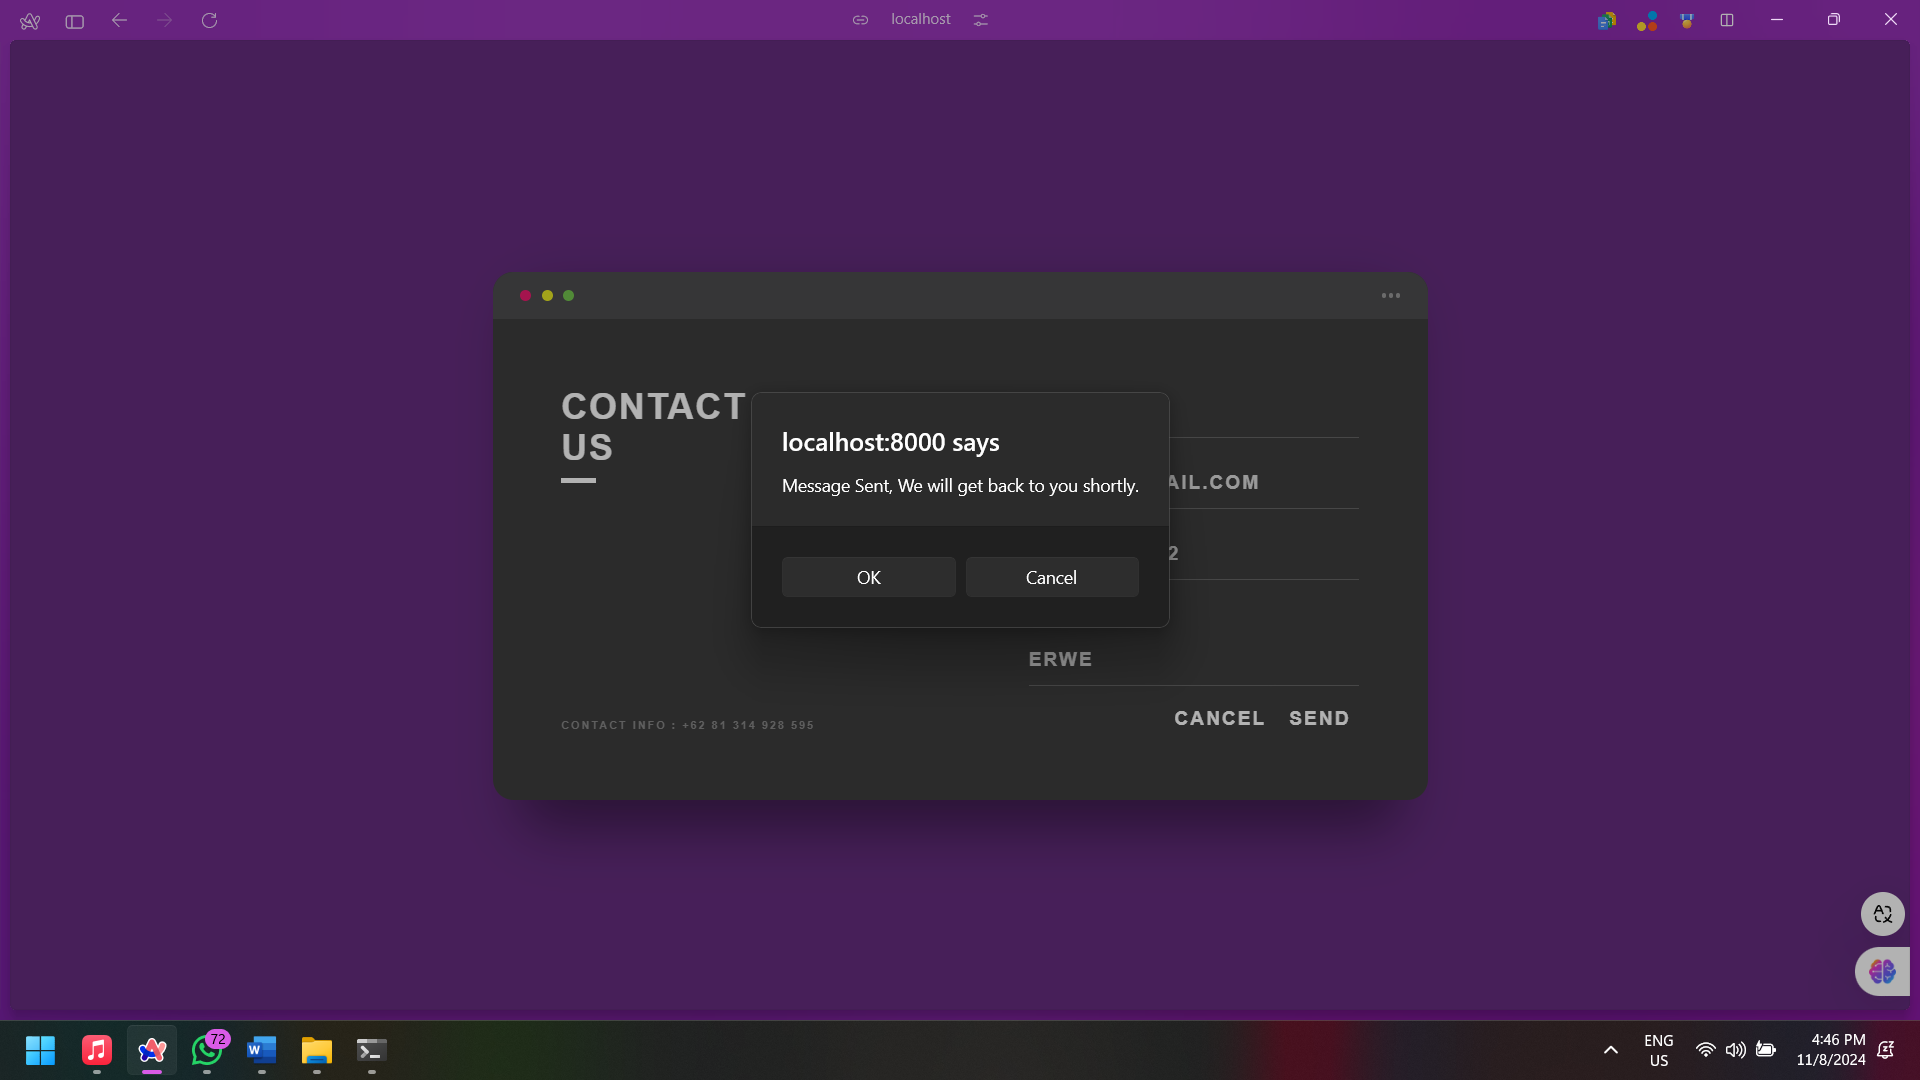 localhost
CONTACT
US
localhost:8000 says
Message Sent, We will get back to you shortly.
OK
Cancel
AIL.COM
2
ERWE
CANCEL
SEND
CONTACT INFO : +62 81 314 928 595
72
ENG
US
4:46 PM
11/8/2024